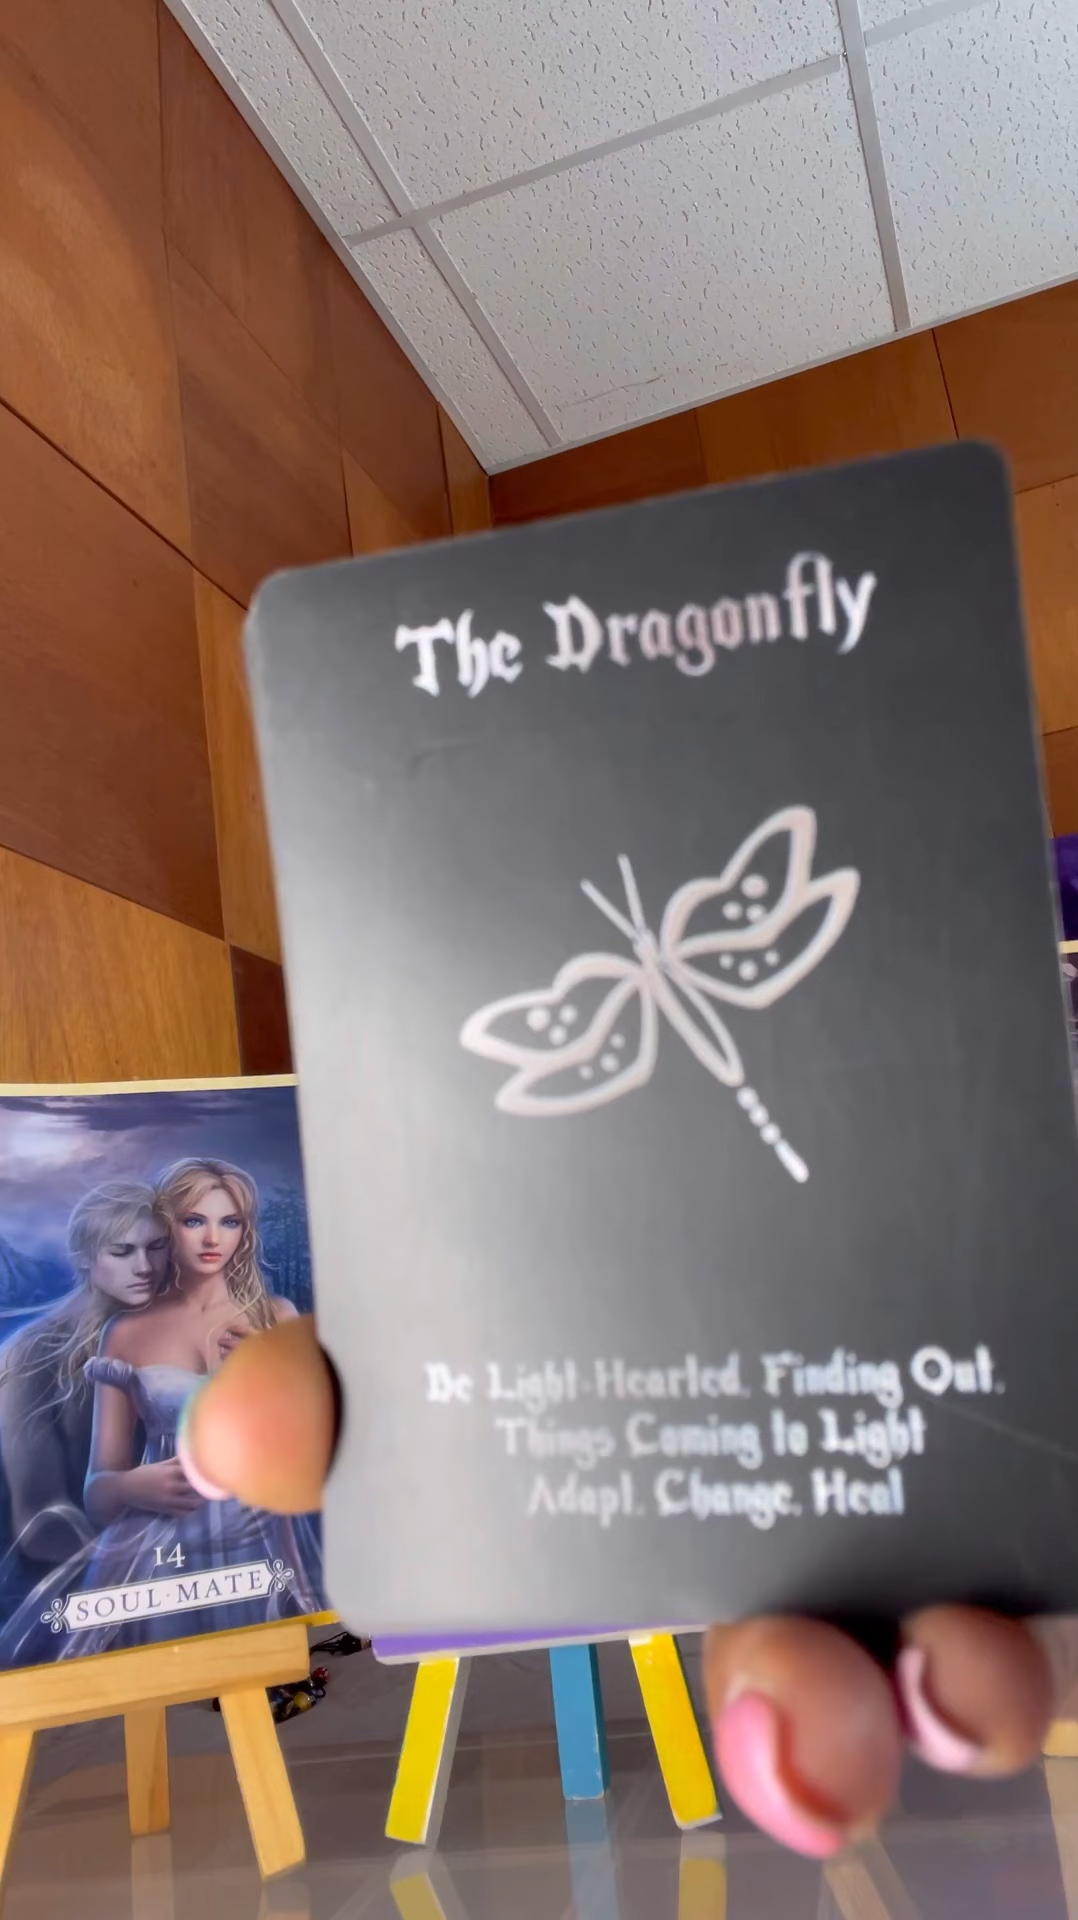 The Dragonfly
Be Light-Hearted. Finding Out.
Things Coming to Light
Adapt. Change. Heal
14
SOUL·MATE